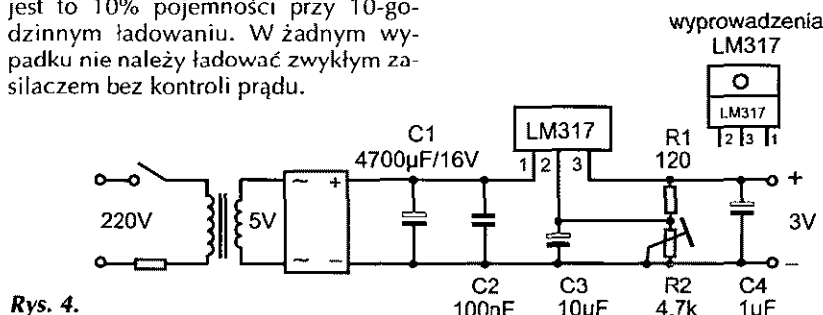 jest to 10% pojemności przy 10-go-
dzinnym ładowaniu. W żadnym wy-
padku nie należy ładować zwykłym za-
silaczem bez kontroli prądu.
wyprowadzenia
LM317
LM317
2 3 1
C1
4700µF/16V
LM317
1 2 3
R1
120
220V
5V
~ +
~ –
+
3V
–
C2
100nF
C3
10µF
R2
4.7k
C4
1µF
Rys. 4.